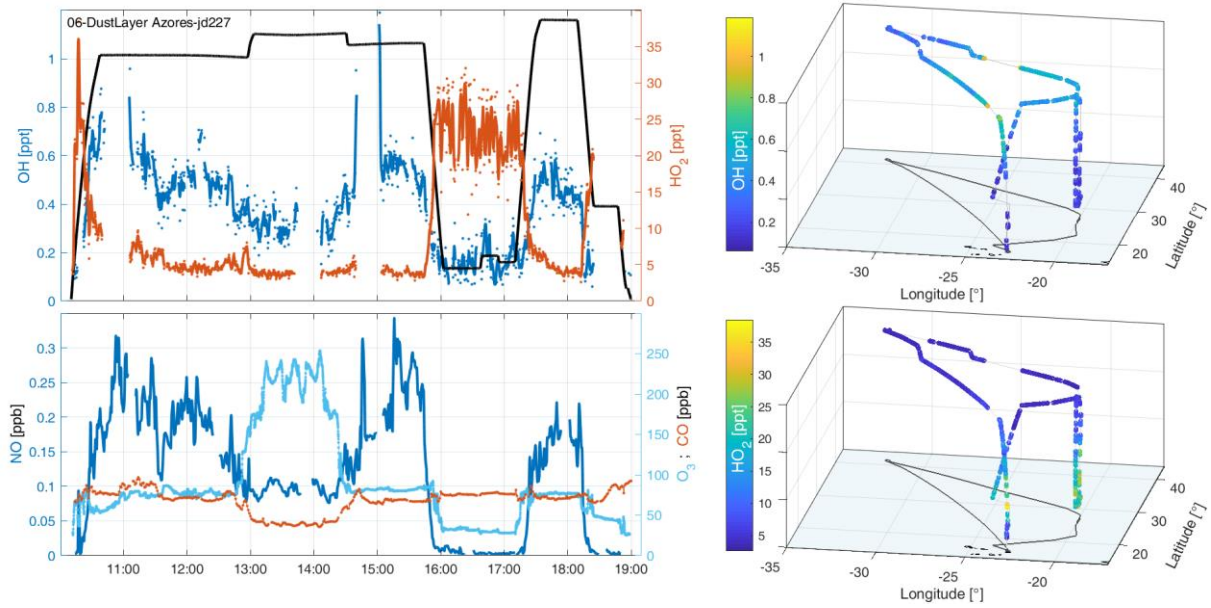 06-DustLayer Azores-jd227
OH [ppt]
1
0.8
0.6
0.4
0.2
0
HO2 [ppt]
35
30
25
20
15
10
5
0
NO [ppb]
0.3
0.25
0.2
0.15
0.1
0.05
0
O3 ; CO [ppb]
250
200
150
100
50
0
11:00 12:00 13:00 14:00 15:00 16:00 17:00 18:00 19:00
OH [ppt]
1
0.8
0.6
0.4
0.2
-35 -30 -25 -20
Longitude [°]
20 30 40
Latitude [°]
HO2 [ppt]
35
30
25
20
15
10
5
-35 -30 -25 -20
Longitude [°]
20 30 40
Latitude [°]